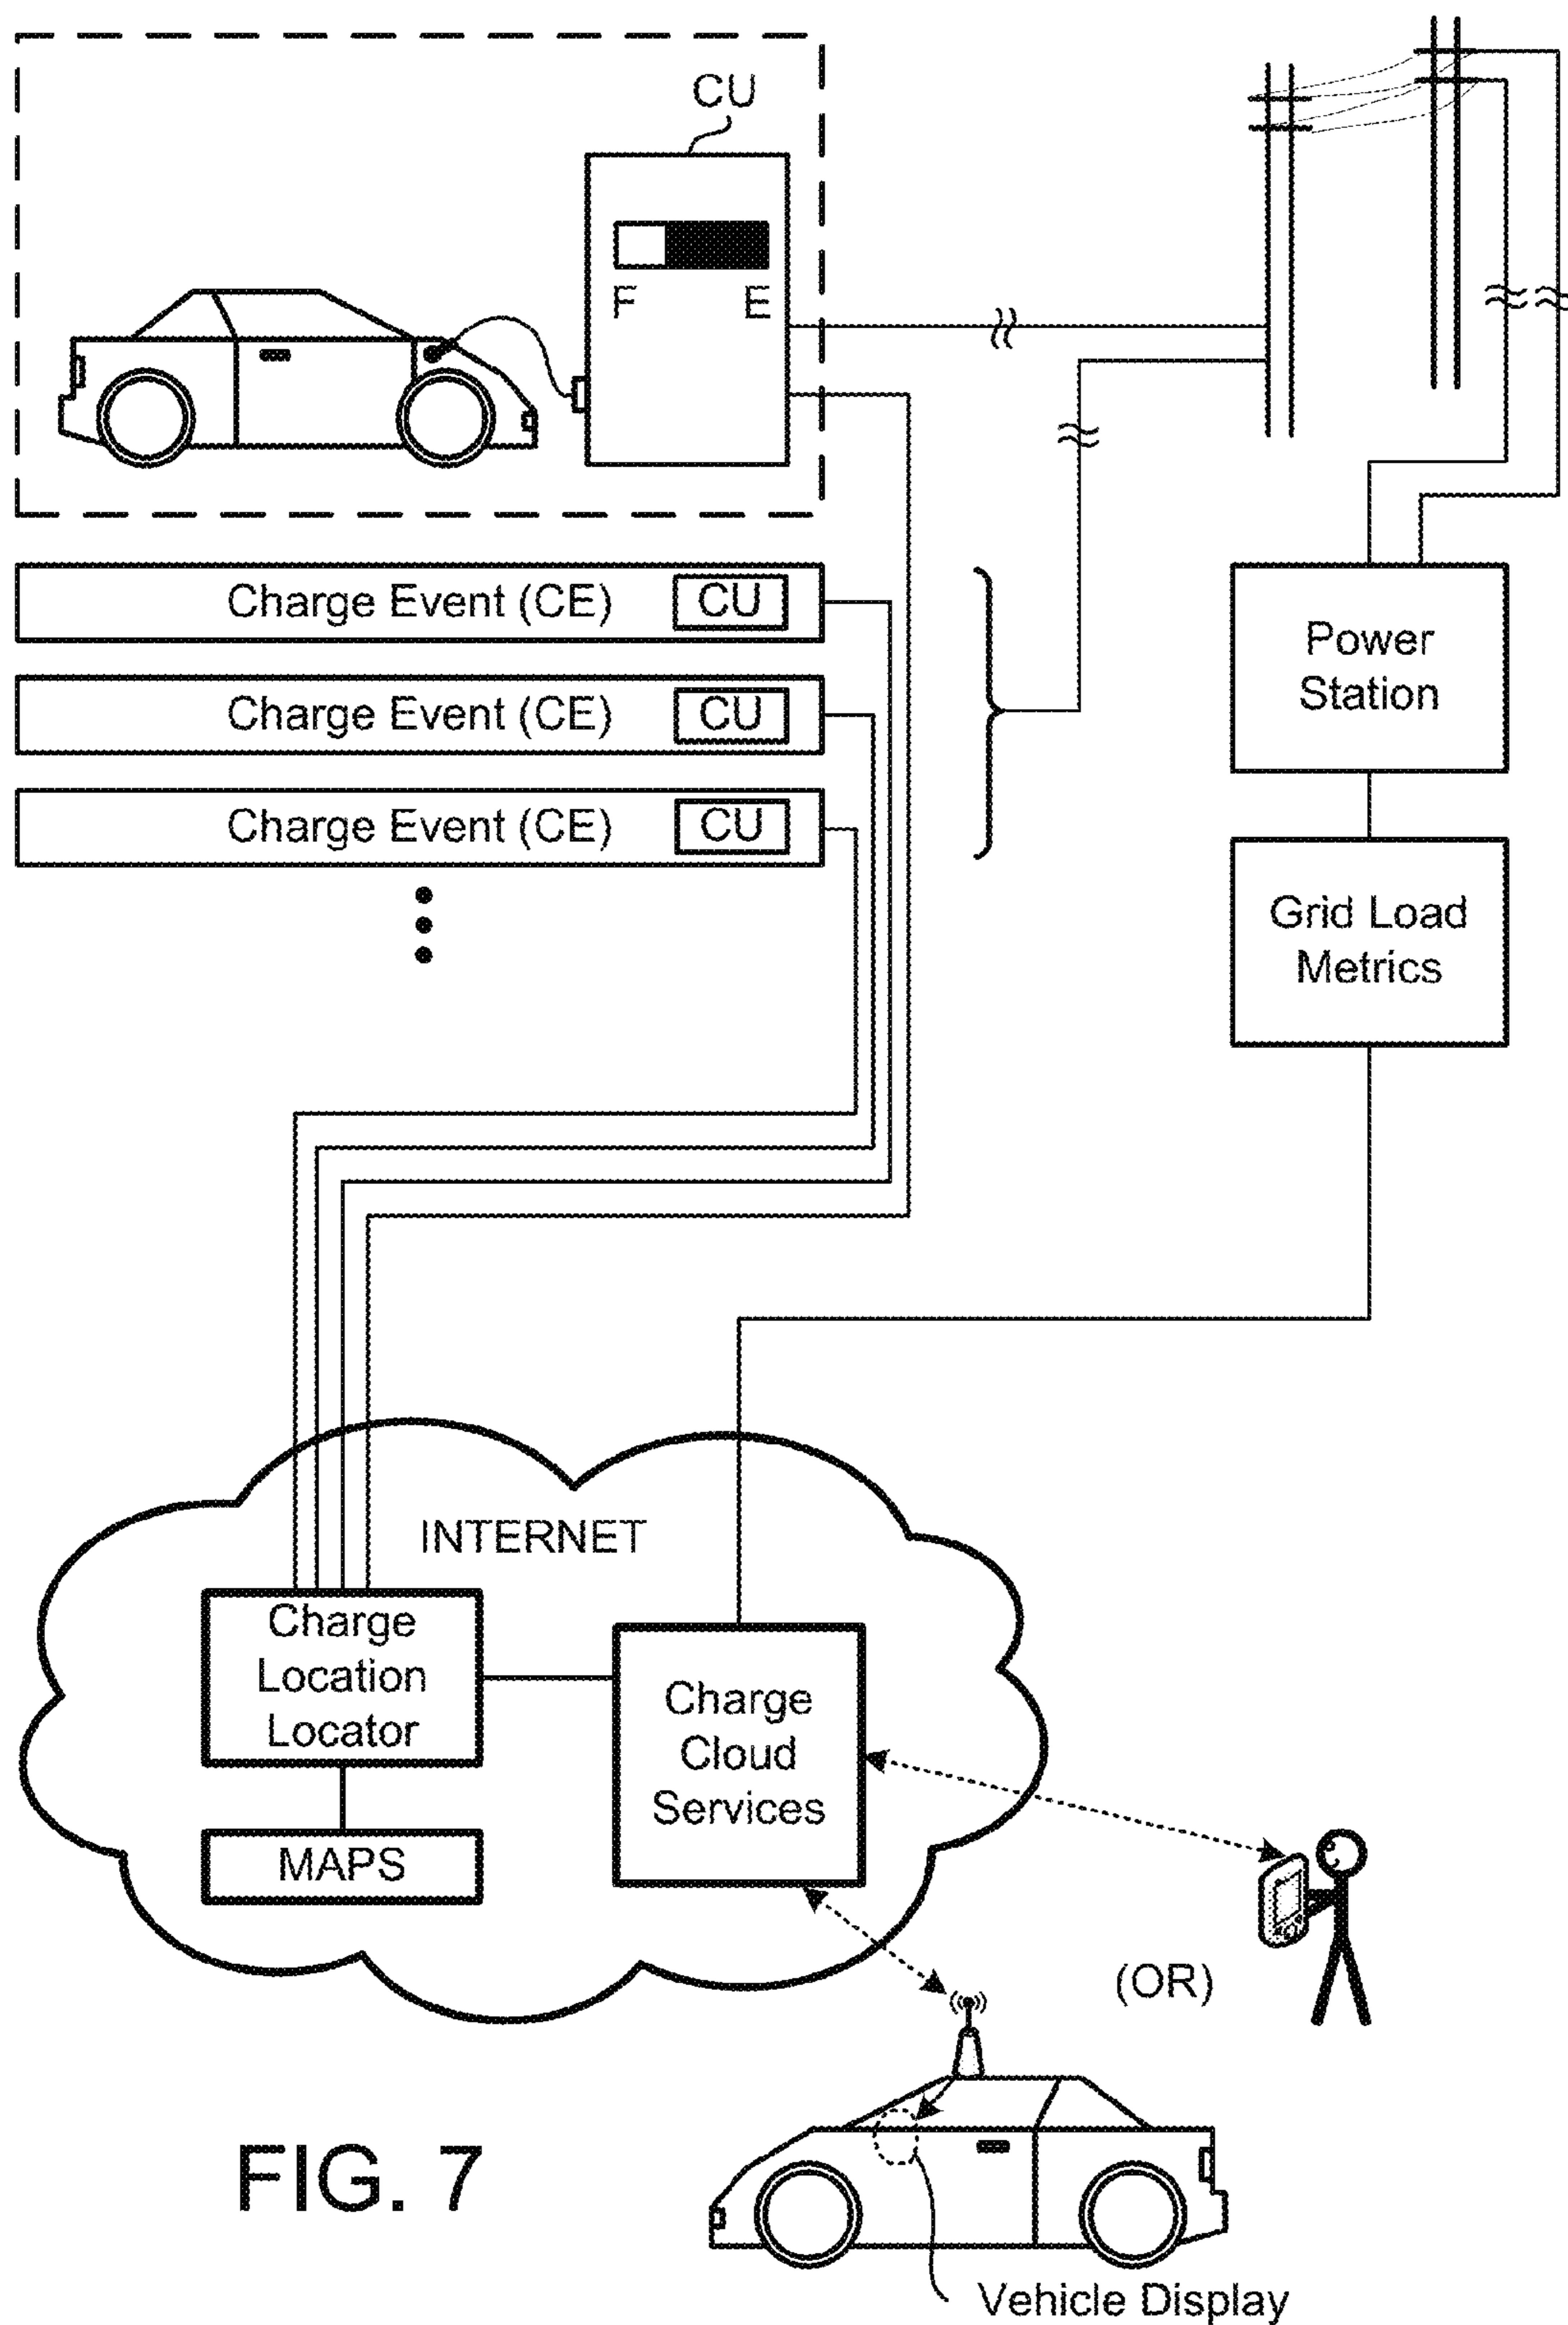 CU
F E
Charge Event (CE) CU
Charge Event (CE) CU
Charge Event (CE) CU
Power
Station
Grid Load
Metrics
INTERNET
Charge
Location
Locator
MAPS
Charge
Cloud
Services
(OR)
FIG. 7
Vehicle Display